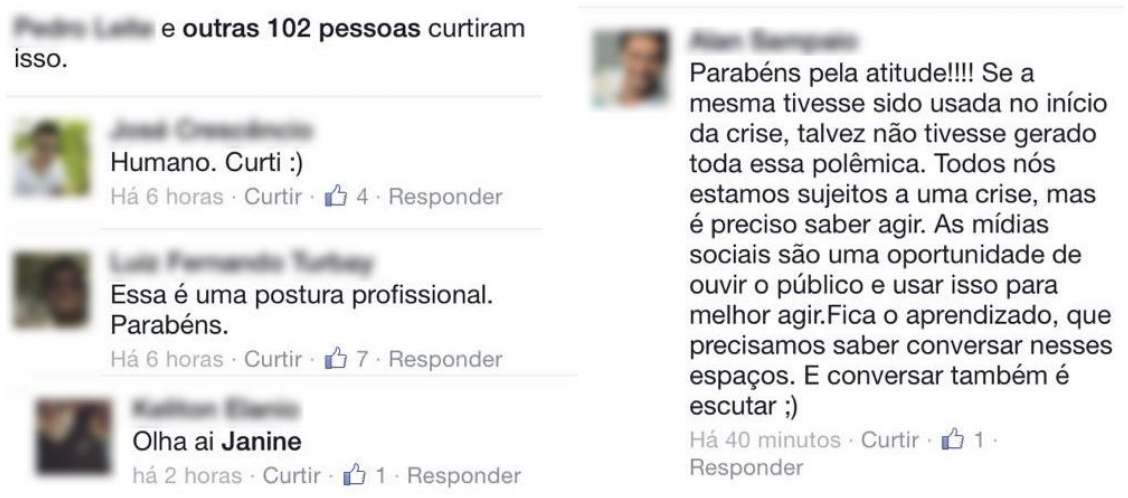 e outras 102 pessoas curtiram
isso.
Humano. Curti :)
Há 6 horas · Curtir · 4 · Responder
Essa é uma postura profissional.
Parabéns.
Há 6 horas · Curtir · 7 · Responder
Olha ai Janine
há 2 horas · Curtir · 1 · Responder
Parabéns pela atitude!!!! Se a
mesma tivesse sido usada no início
da crise, talvez não tivesse gerado
toda essa polêmica. Todos nós
estamos sujeitos a uma crise, mas
é preciso saber agir. As mídias
sociais são uma oportunidade de
ouvir o público e usar isso para
melhor agir.Fica o aprendizado, que
precisamos saber conversar nesses
espaços. E conversar também é
escutar ;)
Há 40 minutos · Curtir · 1 ·
Responder